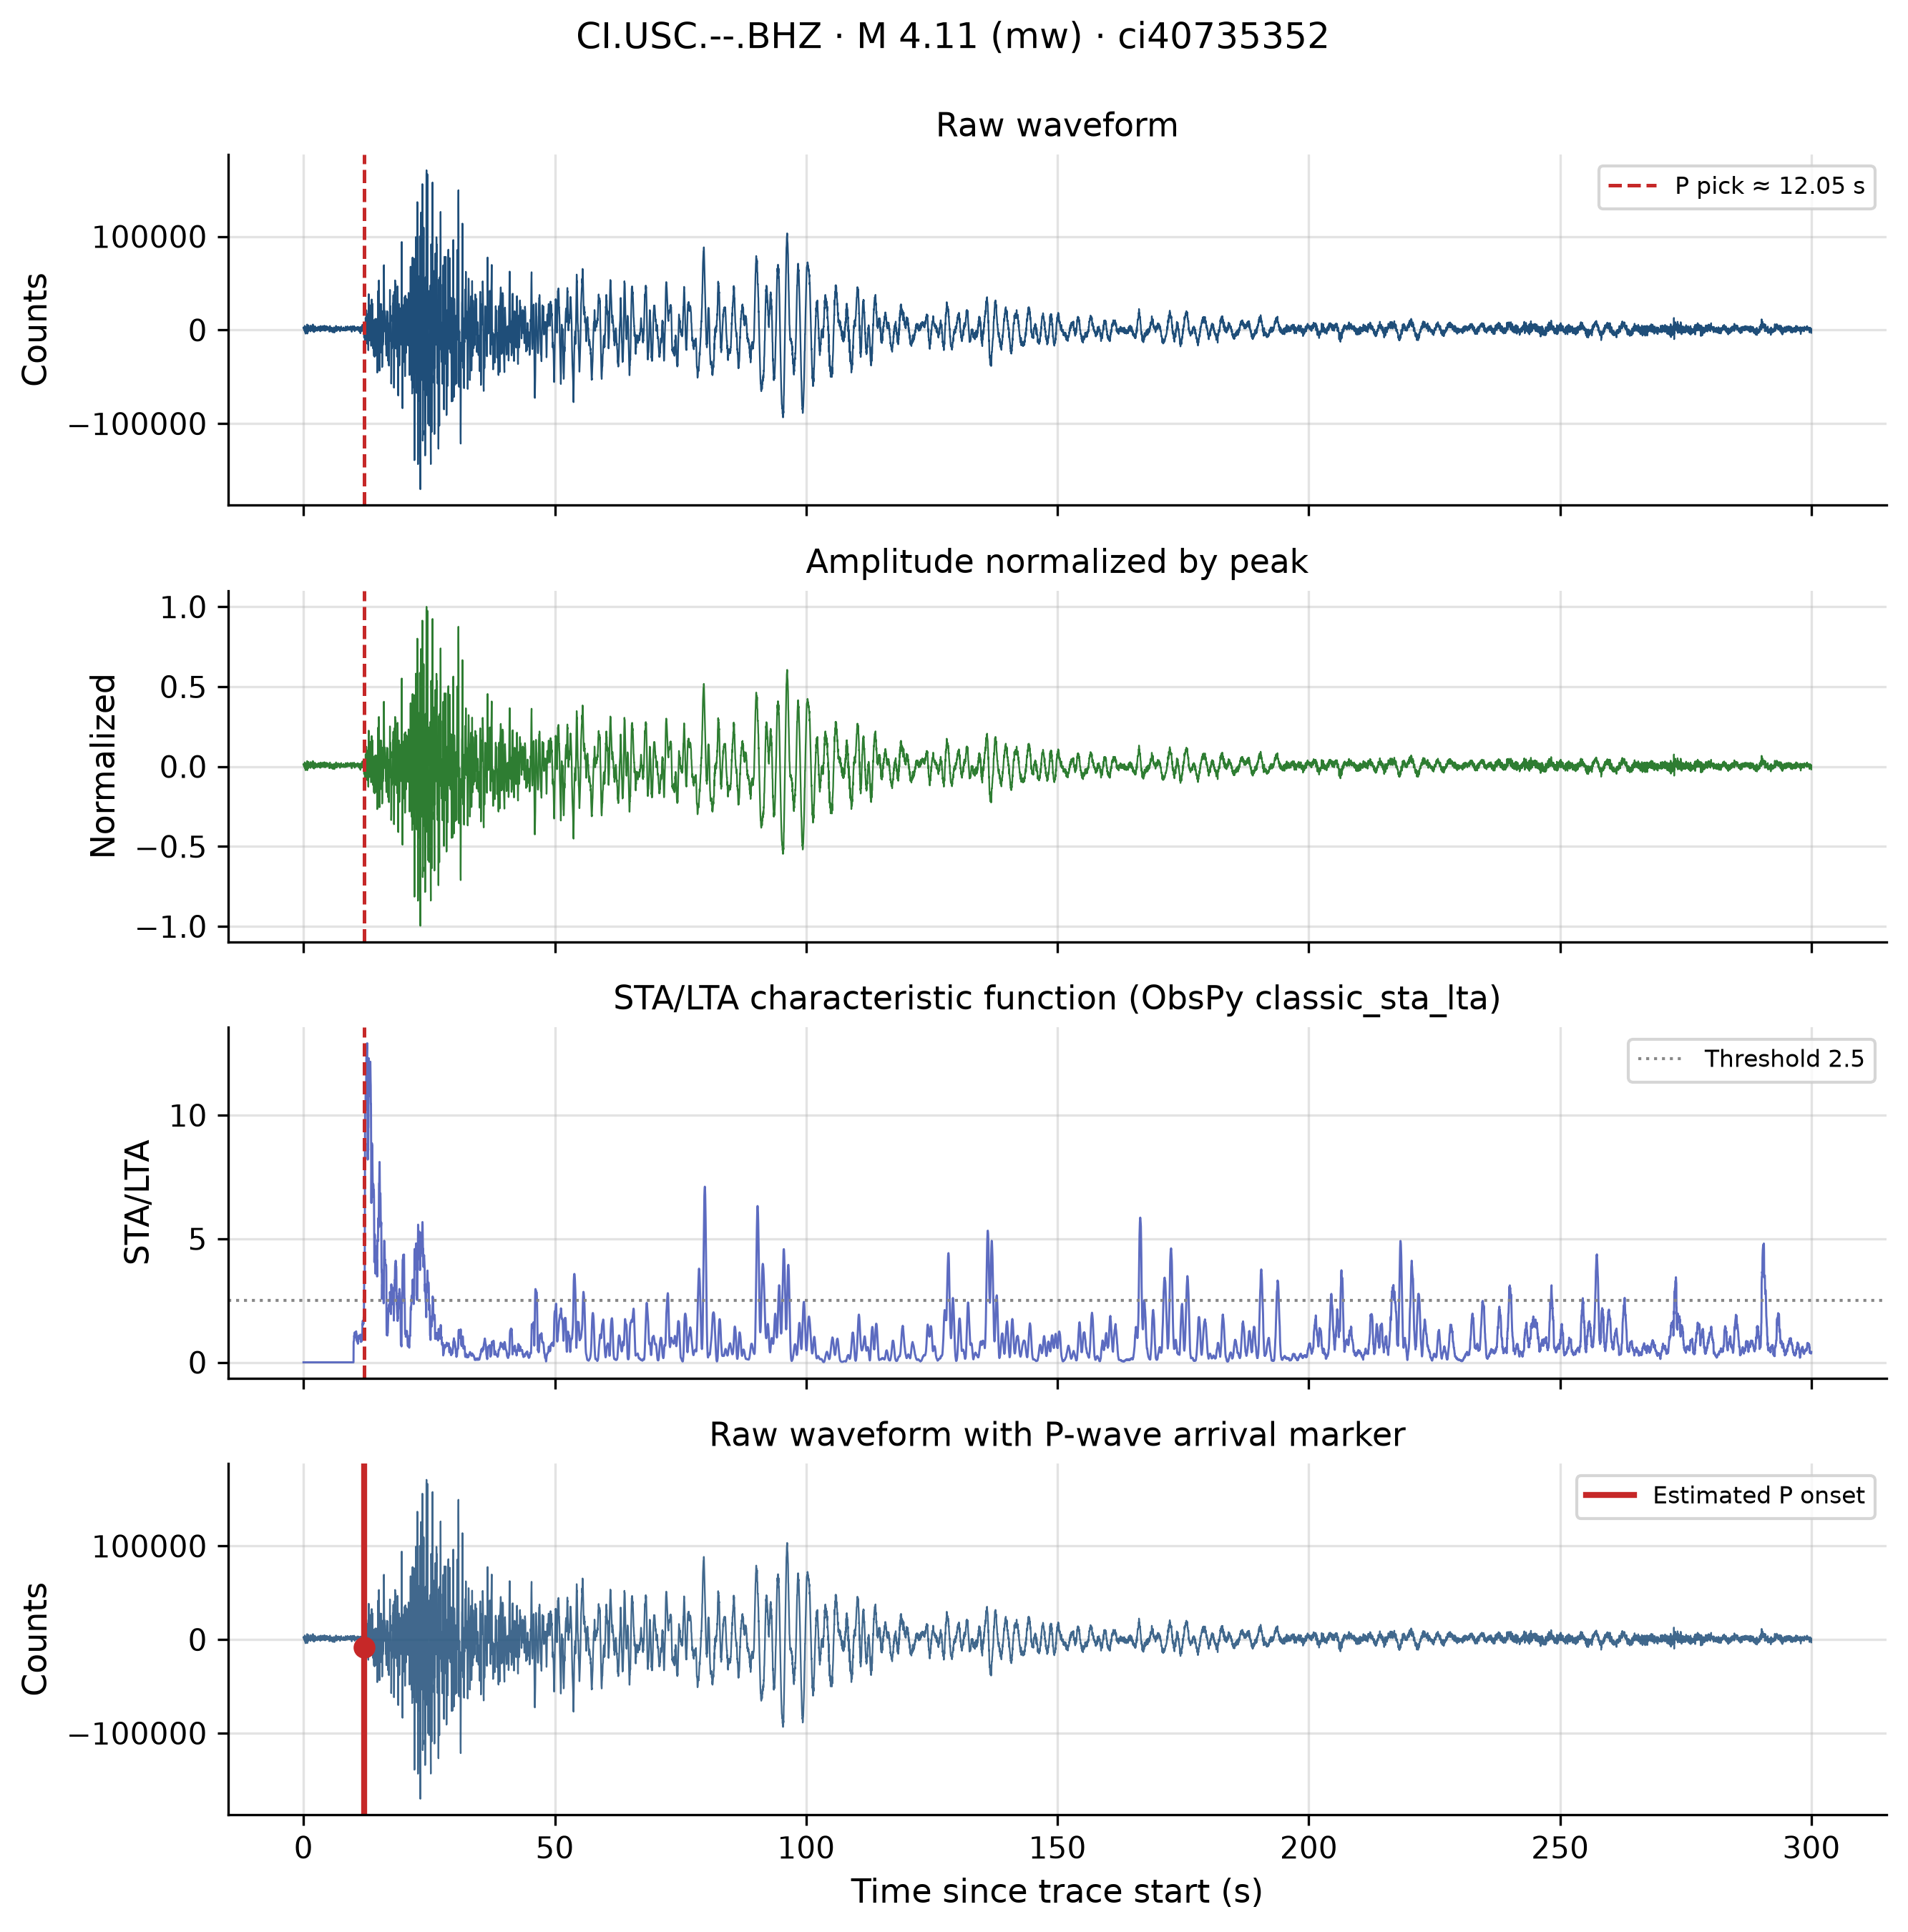 CI.USC.--.BHZ · M 4.11 (mw) · ci40735352
Raw waveform
P pick ≈ 12.05 s
100000
0
−100000
Counts
Amplitude normalized by peak
1.0
0.5
0.0
−0.5
−1.0
Normalized
STA/LTA characteristic function (ObsPy classic_sta_lta)
Threshold 2.5
10
5
0
STA/LTA
Raw waveform with P-wave arrival marker
Estimated P onset
100000
0
−100000
Counts
0 50 100 150 200 250 300
Time since trace start (s)